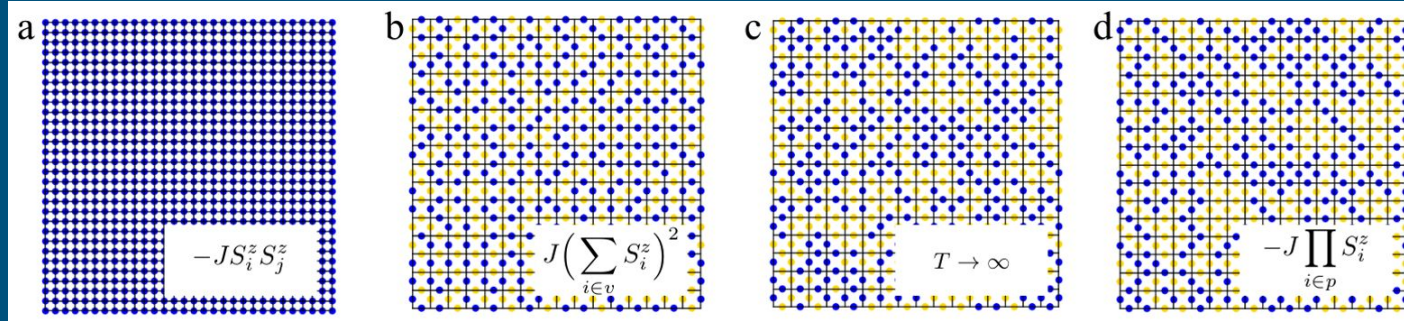 a
b
c
d
−JS_i^z S_j^z
J(∑_{i∈v} S_i^z)^2
T → ∞
−J∏_{i∈p} S_i^z